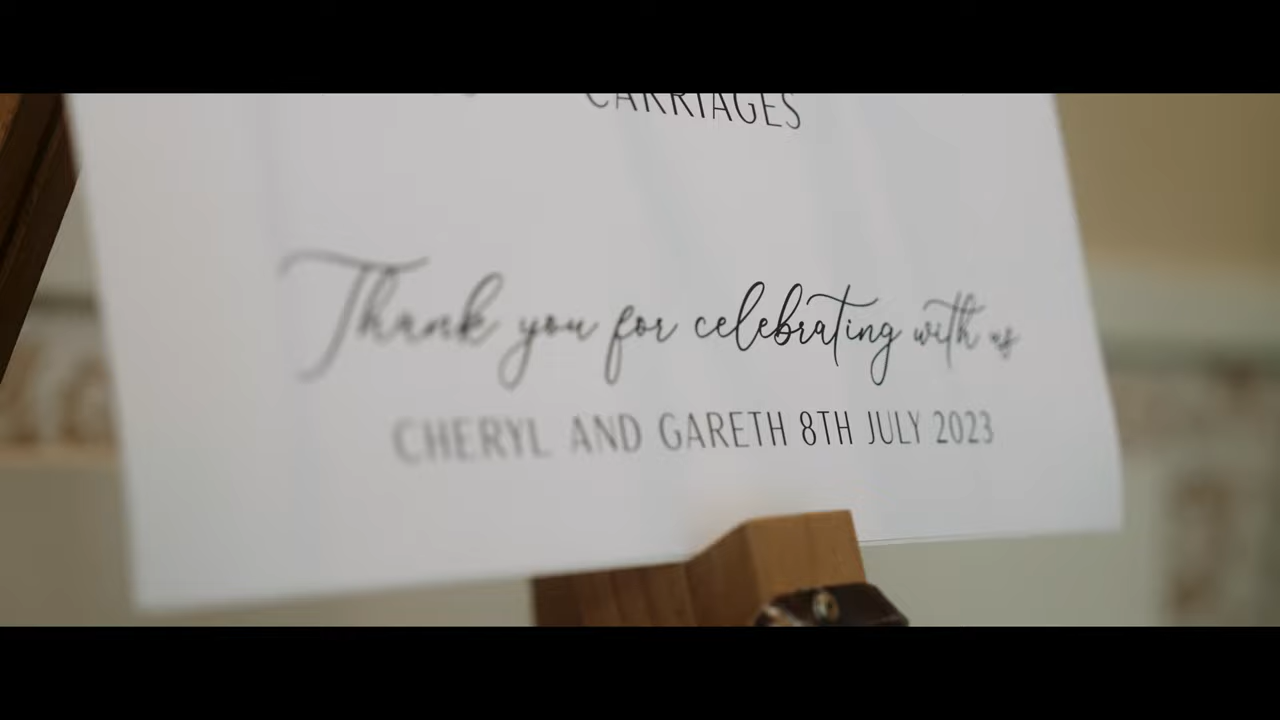 CARRIAGES
Thank you for celebrating with us
CHERYL AND GARETH 8TH JULY 2023